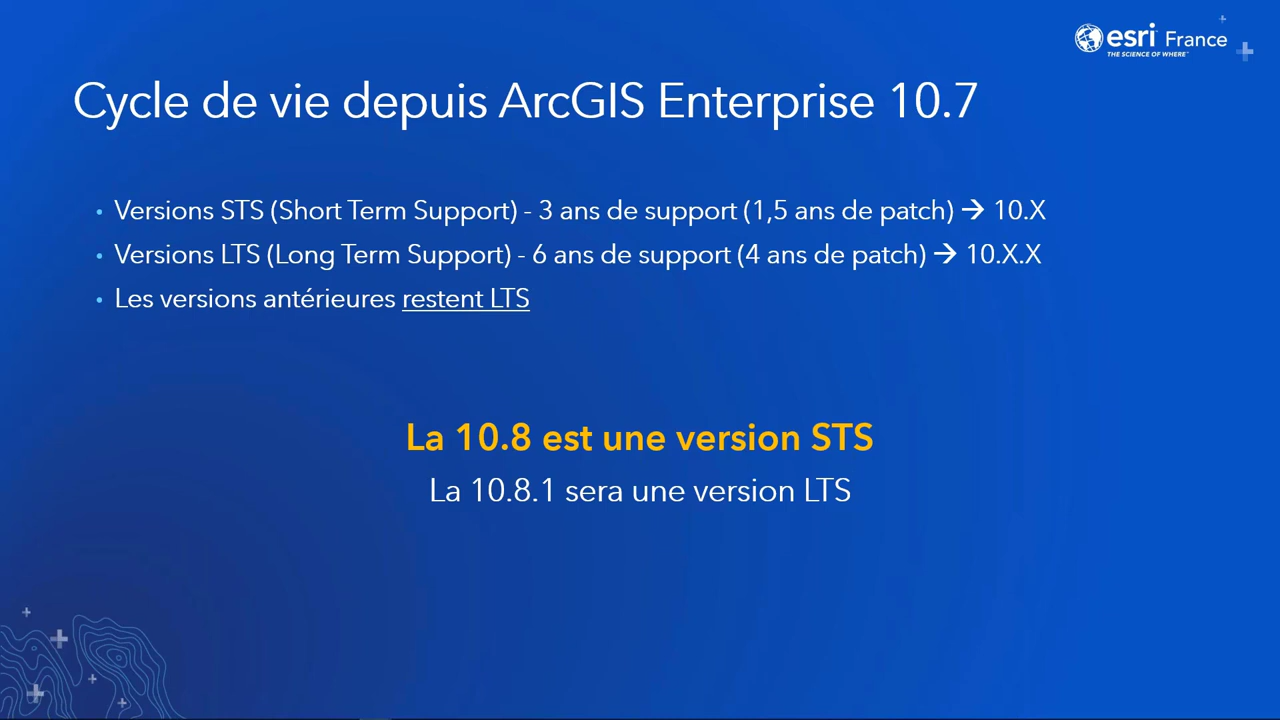 esri France
THE SCIENCE OF WHERE™
Cycle de vie depuis ArcGIS Enterprise 10.7
• Versions STS (Short Term Support) - 3 ans de support (1,5 ans de patch) → 10.X
• Versions LTS (Long Term Support) - 6 ans de support (4 ans de patch) → 10.X.X
• Les versions antérieures restent LTS
La 10.8 est une version STS
La 10.8.1 sera une version LTS